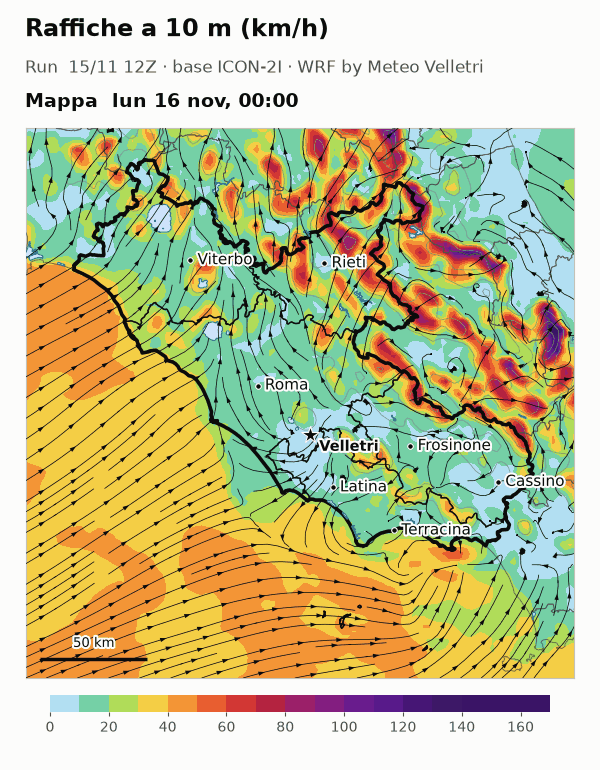 Raffiche a 10 m (km/h)
Run  15/11 12Z · base ICON-2I · WRF by Meteo Velletri
Mappa  lun 16 nov, 00:00
Viterbo
Rieti
Roma
Velletri
Frosinone
Latina
Cassino
Terracina
50 km
0 20 40 60 80 100 120 140 160